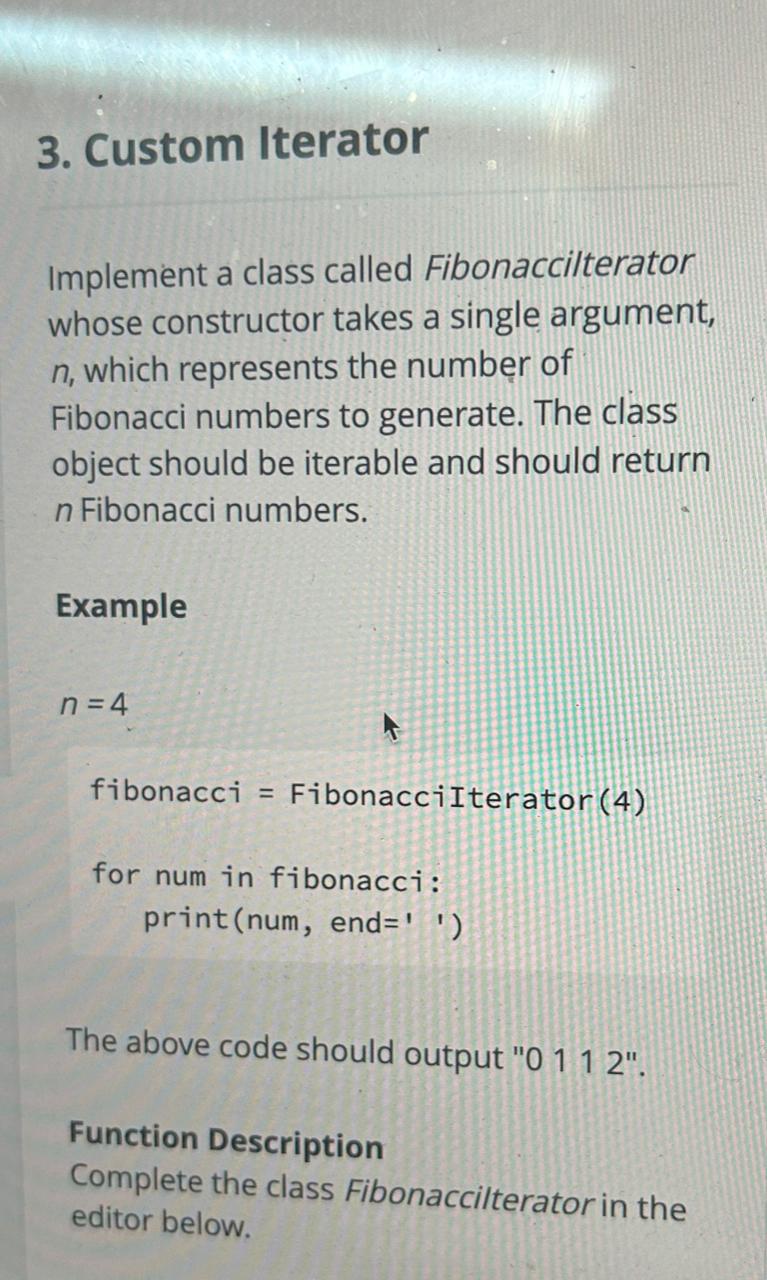 3. Custom Iterator
Implement a class called FibonacciIterator
whose constructor takes a single argument,
n, which represents the number of
Fibonacci numbers to generate. The class
object should be iterable and should return
n Fibonacci numbers.
Example
n = 4
fibonacci = FibonacciIterator(4)
for num in fibonacci:
print(num, end=' ')
The above code should output "0 1 1 2".
Function Description
Complete the class FibonacciIterator in the
editor below.